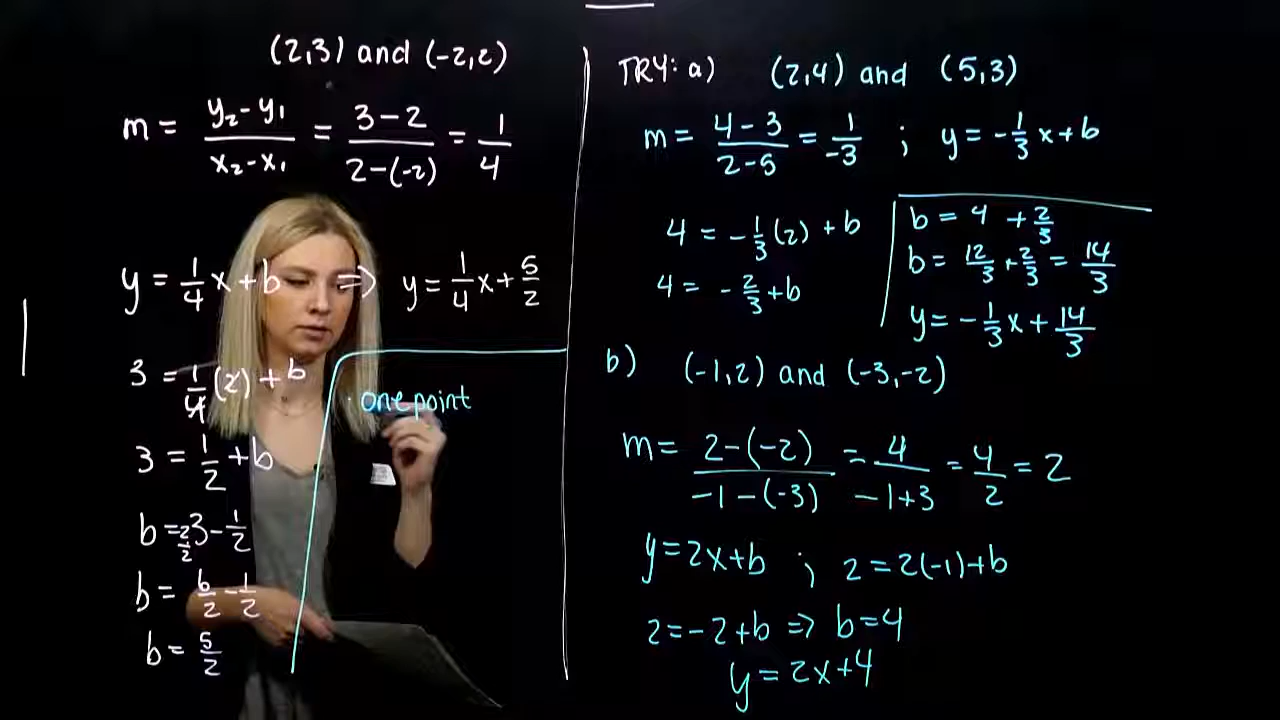 (2,3) and (-2,2)
m = y₂-y₁/x₂-x₁ = 3-2/2-(-2) = 1/4
y = 1/4 x + b ⇒ y = 1/4 x + 5/2
3 = 1/4 (2) + b
3 = 1/2 + b
b = 2/2 3 - 1/2
b = 6/2 - 1/2
b = 5/2
· one point
TRY: a) (2,4) and (5,3)
m = 4-3/2-5 = 1/-3 ; y = -1/3 x + b
4 = -1/3 (2) + b
4 = -2/3 + b
b = 4 + 2/3
b = 12/3 + 2/3 = 14/3
y = -1/3 x + 14/3
b) (-1,2) and (-3,-2)
m = 2-(-2)/-1-(-3) = 4/-1+3 = 4/2 = 2
y = 2x + b ; 2 = 2(-1) + b
2 = -2 + b ⇒ b = 4
y = 2x + 4